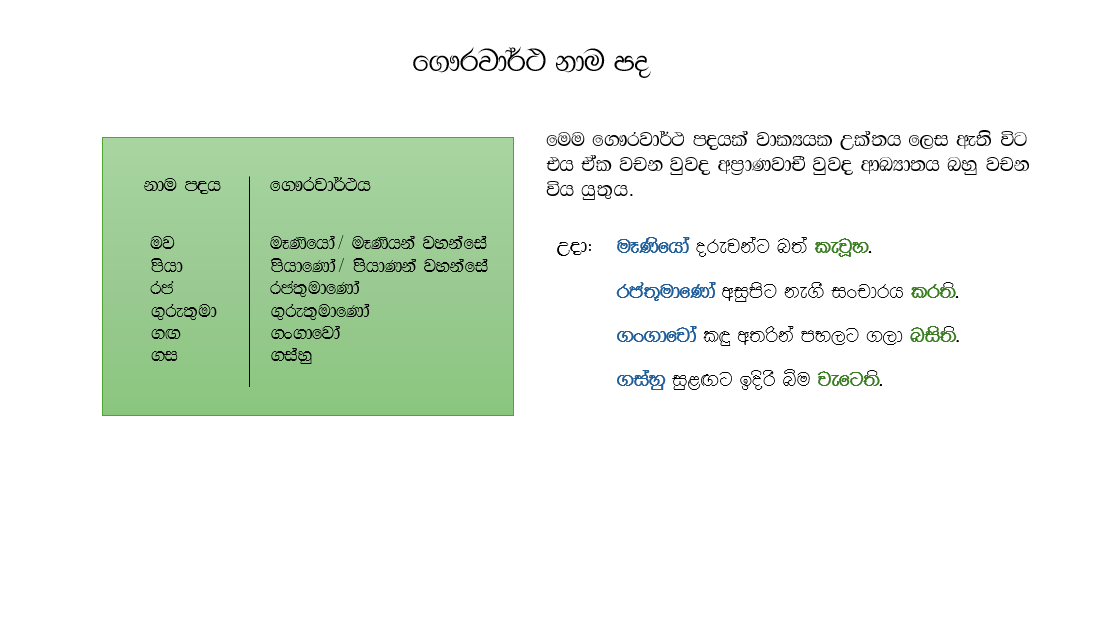 ගෞරවාර්ථ නාම පද
නාම පදය ගෞරවාර්ථය
මව මෑණියෝ / මෑණියන් වහන්සේ
පියා පියාණෝ / පියාණන් වහන්සේ
රජ රජතුමාණෝ
ගුරුතුමා ගුරුතුමාණෝ
ගඟ ගංගාවෝ
ගස ගස්හු
මෙම ගෞරවාර්ථ පදයක් වාක්‍යයක උක්තය ලෙස ඇති විට
එය ඒක වචන වුවද අප්‍රාණවාචී වුවද ආඛ්‍යාතය බහු වචන
විය යුතුය.
උදා: මෑණියෝ දරුවන්ට බත් කැවූහ.
රජතුමාණෝ අසුපිට නැගී සංචාරය කරති.
ගංගාවෝ කඳු අතරින් පහලට ගලා බසිති.
ගස්හු සුළඟට ඉදිරි බිම වැටෙති.